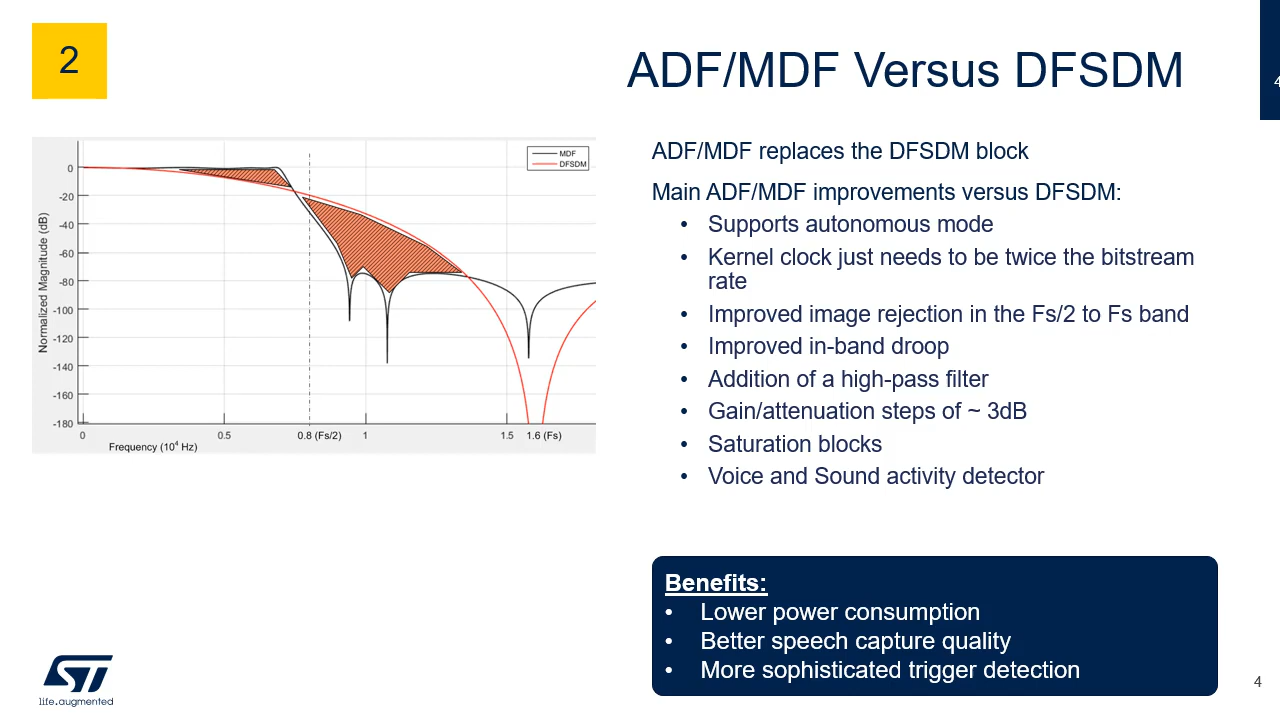 2
ADF/MDF Versus DFSDM
4
MDF
DFSDM
0
-20
-40
-60
-80
-100
-120
-140
-160
-180
Normalized Magnitude (dB)
0
0.5
0.8 (Fs/2)
1
1.5
1.6 (Fs)
Frequency (10⁴ Hz)
ADF/MDF replaces the DFSDM block
Main ADF/MDF improvements versus DFSDM:
• Supports autonomous mode
• Kernel clock just needs to be twice the bitstream
rate
• Improved image rejection in the Fs/2 to Fs band
• Improved in-band droop
• Addition of a high-pass filter
• Gain/attenuation steps of ~ 3dB
• Saturation blocks
• Voice and Sound activity detector
Benefits:
• Lower power consumption
• Better speech capture quality
• More sophisticated trigger detection
ST
life.augmented
4